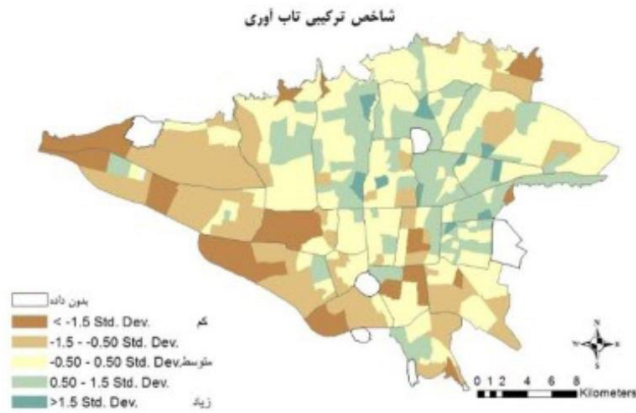 شاخص ترکیبی تاب آوری
بدون داده
< -1.5 Std. Dev. کم
-1.5 - -0.50 Std. Dev.
-0.50 - 0.50 Std. Dev. متوسط
0.50 - 1.5 Std. Dev.
>1.5 Std. Dev. زیاد
N
W E
S
0 1 2 4 6 8
Kilometers